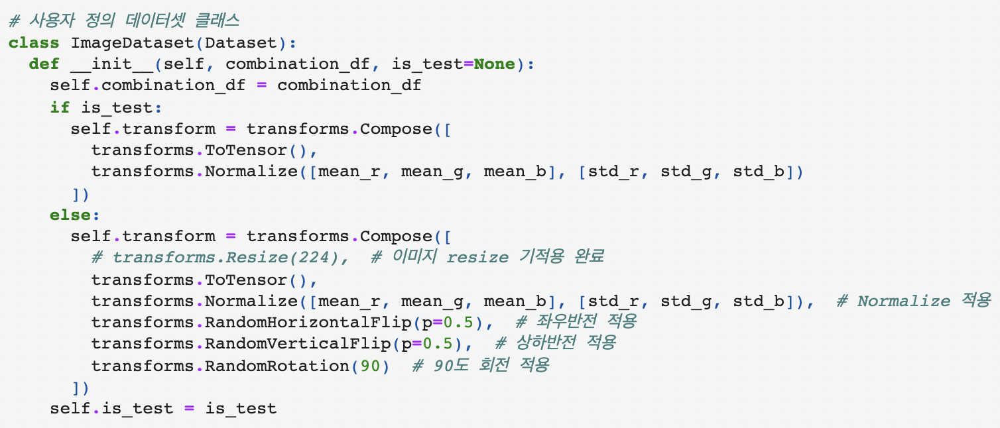 # 사용자 정의 데이터셋 클래스
class ImageDataset(Dataset):
  def __init__(self, combination_df, is_test=None):
    self.combination_df = combination_df
    if is_test:
      self.transform = transforms.Compose([
        transforms.ToTensor(),
        transforms.Normalize([mean_r, mean_g, mean_b], [std_r, std_g, std_b])
      ])
    else:
      self.transform = transforms.Compose([
        # transforms.Resize(224),  # 이미지 resize 기적용 완료
        transforms.ToTensor(),
        transforms.Normalize([mean_r, mean_g, mean_b], [std_r, std_g, std_b]),  # Normalize 적용
        transforms.RandomHorizontalFlip(p=0.5),  # 좌우반전 적용
        transforms.RandomVerticalFlip(p=0.5),  # 상하반전 적용
        transforms.RandomRotation(90)  # 90도 회전 적용
      ])
    self.is_test = is_test